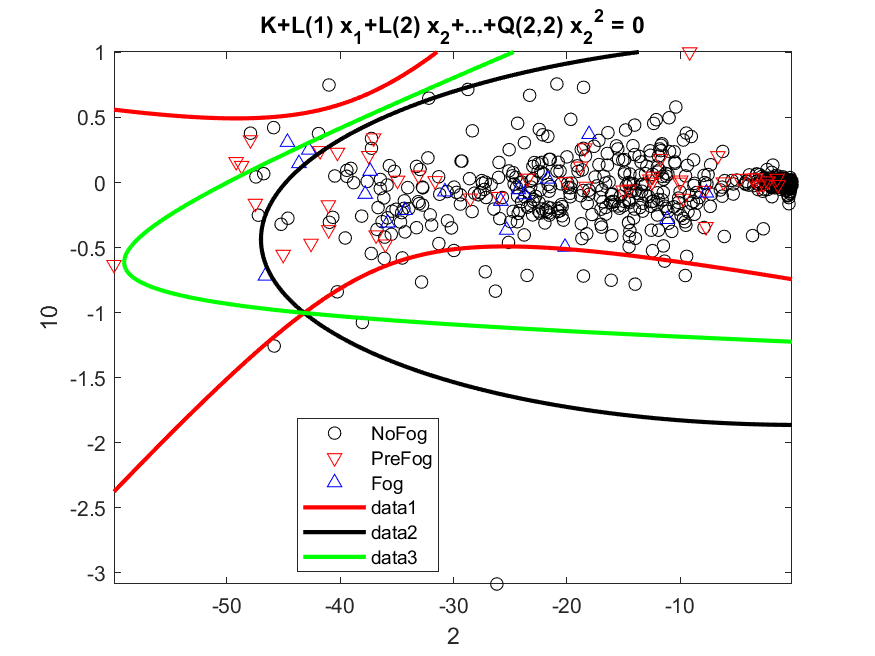 K+L(1) x1+L(2) x2+...+Q(2,2) x2^2 = 0
1
0.5
0
-0.5
-1
-1.5
-2
-2.5
-3
10
NoFog
PreFog
Fog
data1
data2
data3
-50 -40 -30 -20 -10
2